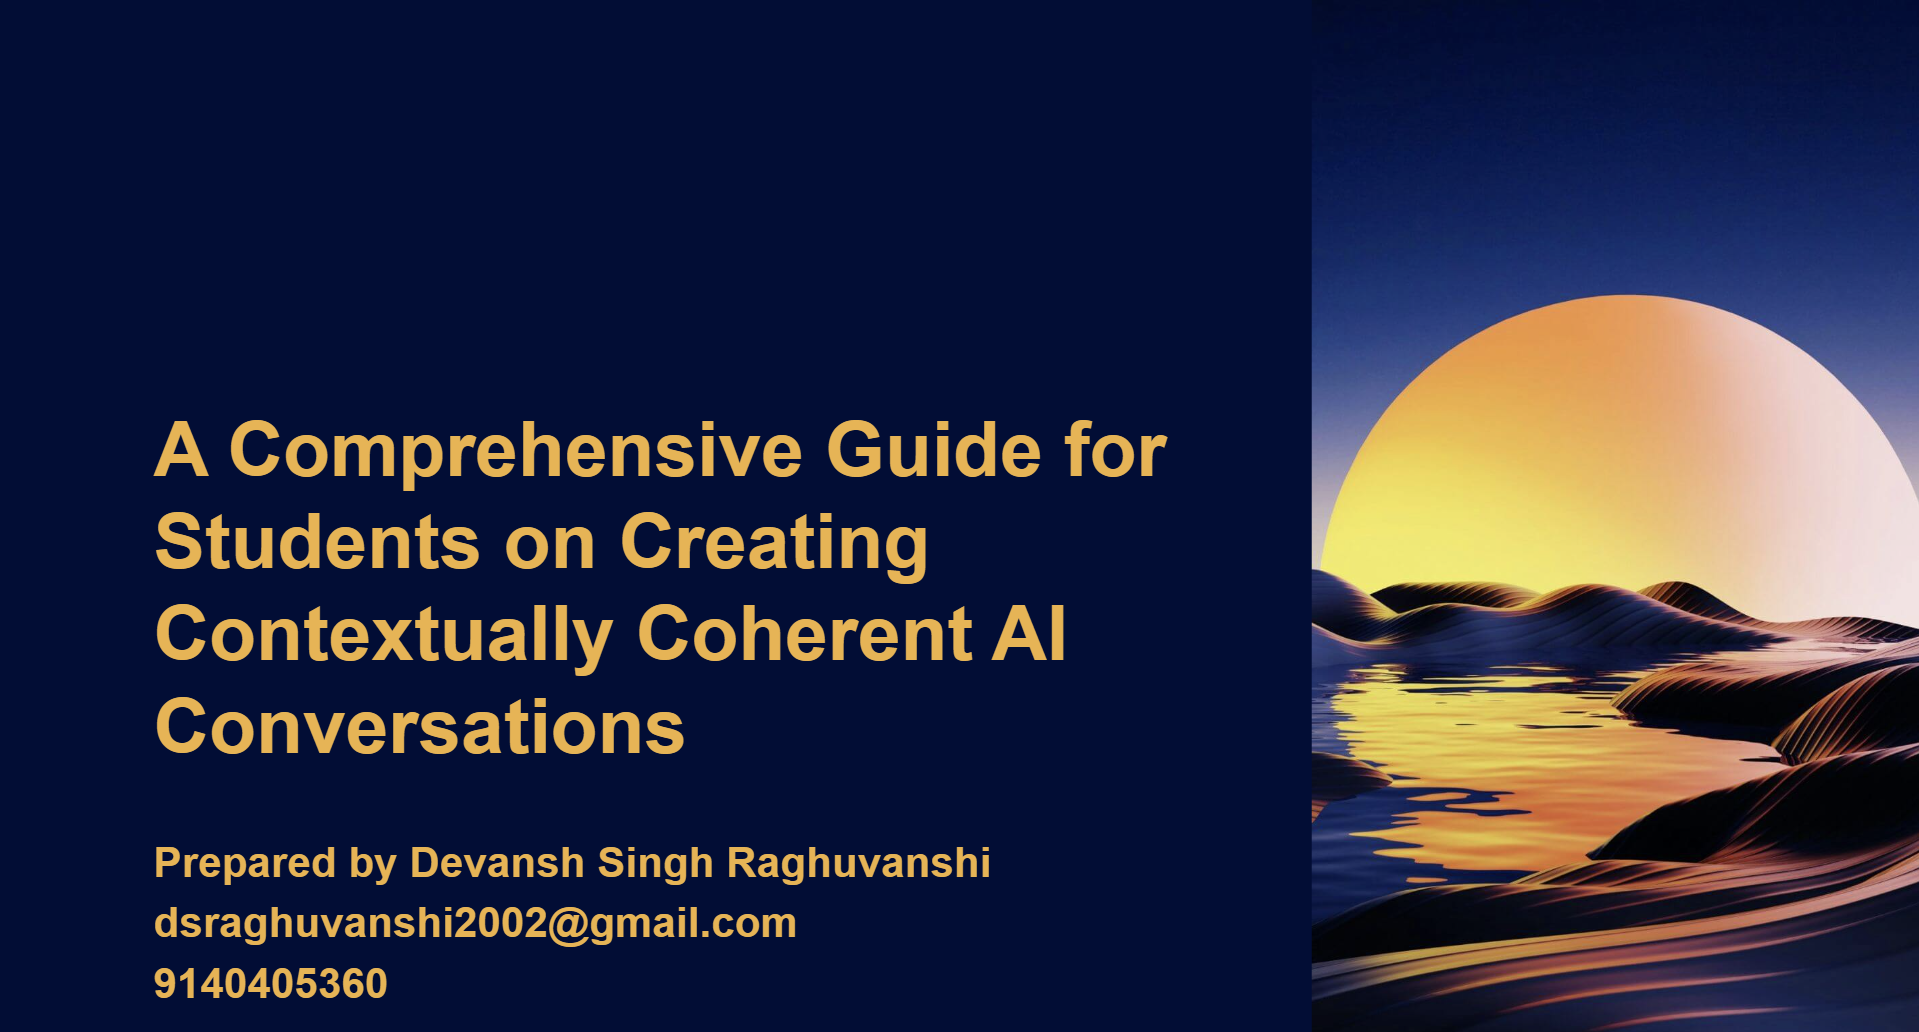 A Comprehensive Guide for
Students on Creating
Contextually Coherent AI
Conversations
Prepared by Devansh Singh Raghuvanshi
dsraghuvanshi2002@gmail.com
9140405360